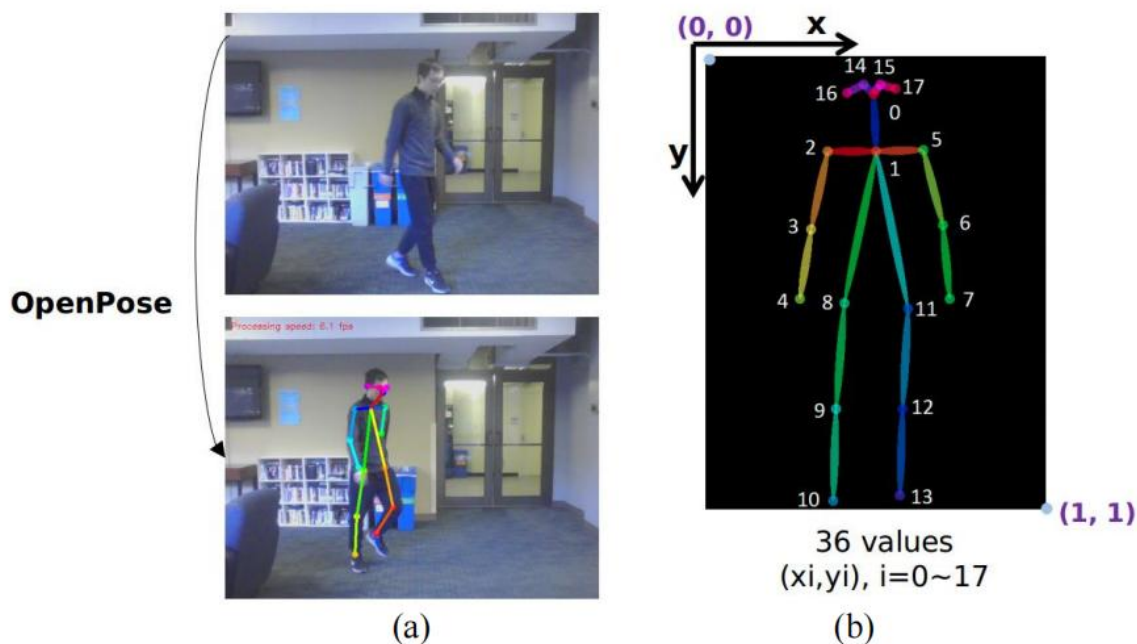 OpenPose
Processing speed: 6.1 fps
(a)
(0, 0)
x
y
14
15
16
17
0
2
5
1
3
6
4
7
8
11
9
12
10
13
(1, 1)
36 values
(xi,yi), i=0~17
(b)